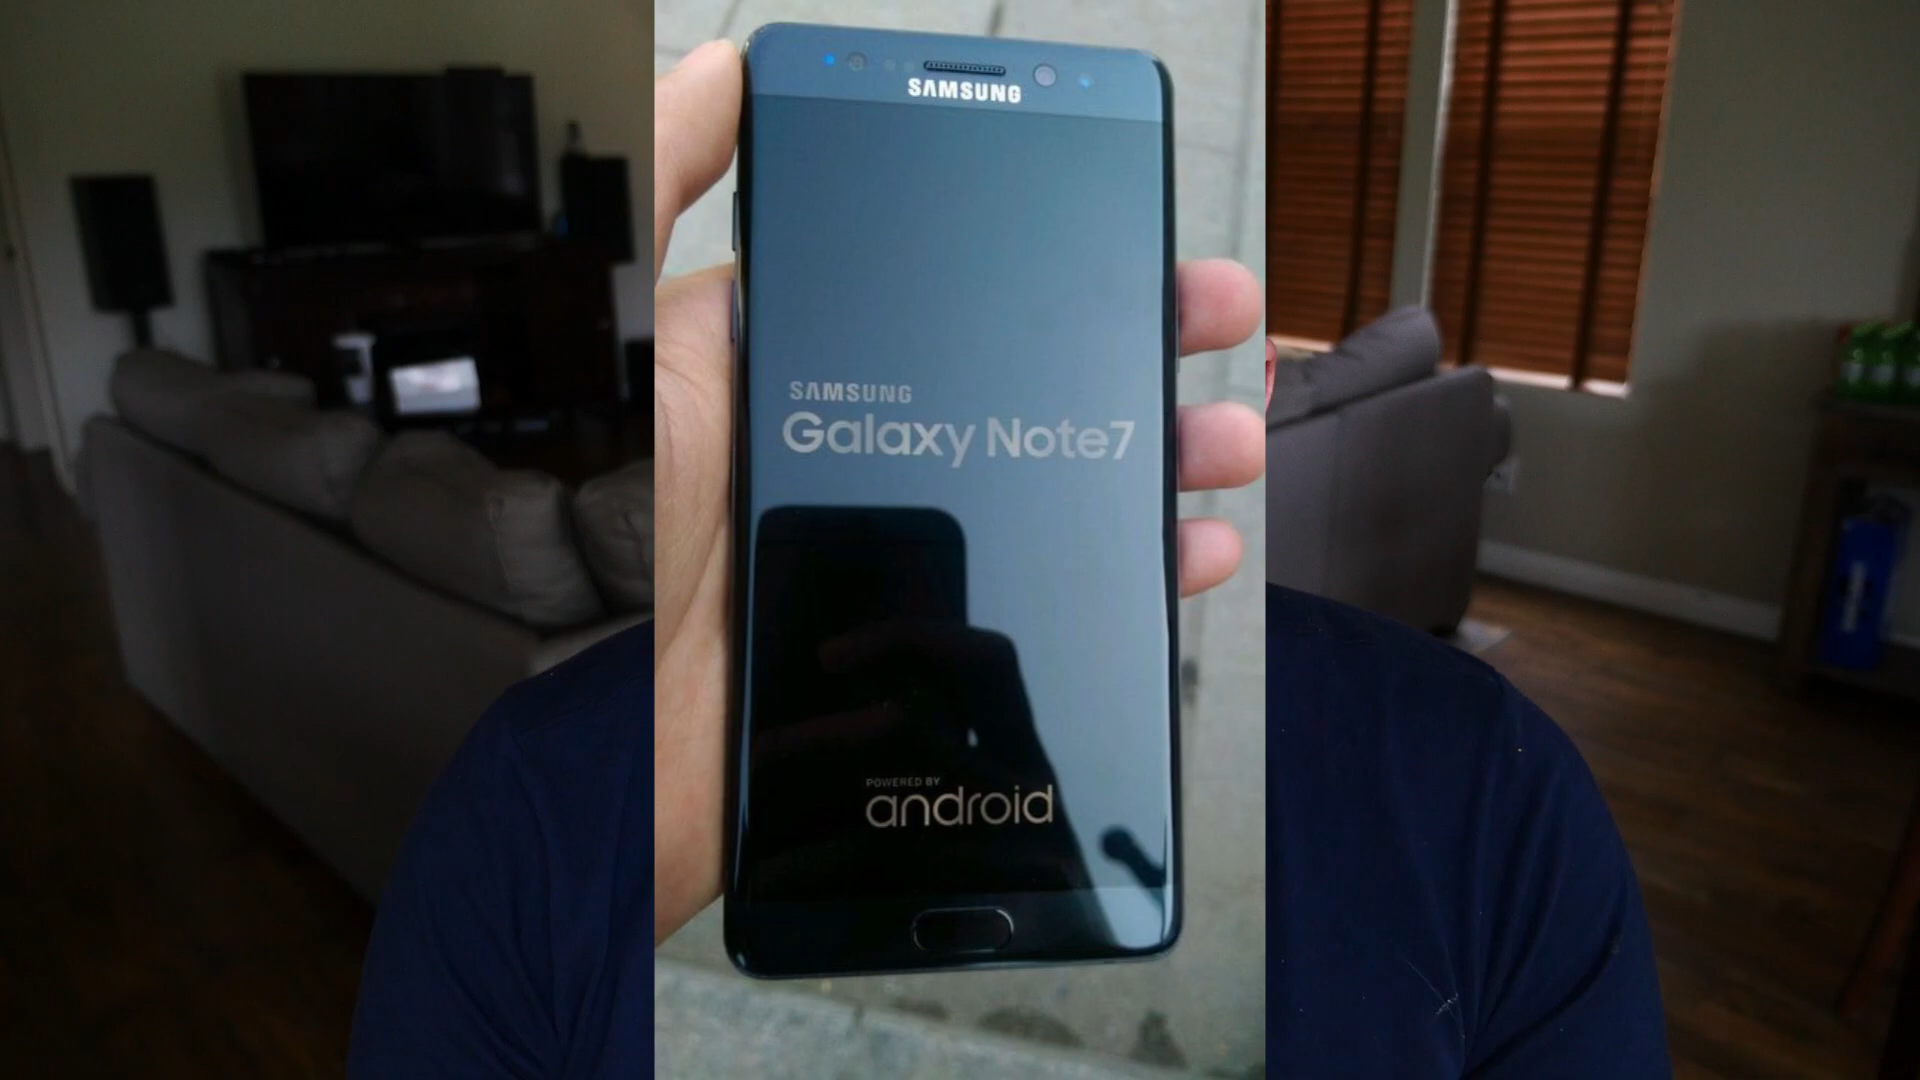 SAMSUNG
SAMSUNG
Galaxy Note7
POWERED BY
android